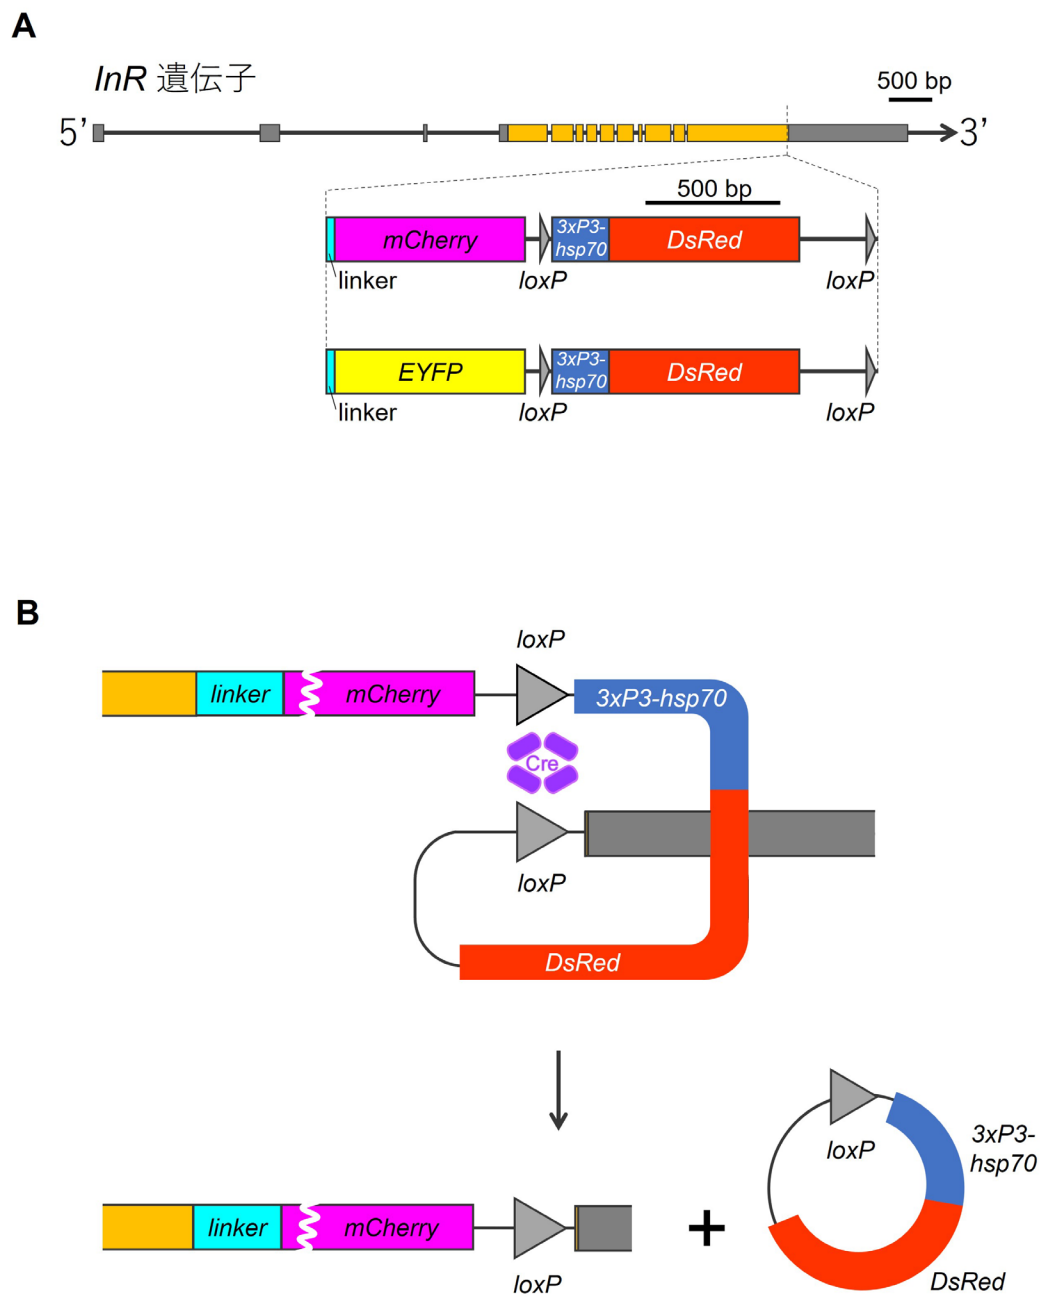 A
InR 遺伝子
500 bp
5’
3’
500 bp
mCherry
3xP3-
hsp70
DsRed
linker
loxP
loxP
EYFP
3xP3-
hsp70
DsRed
linker
loxP
loxP
B
loxP
linker
mCherry
3xP3-hsp70
Cre
loxP
DsRed
loxP
3xP3-
hsp70
linker
mCherry
+
loxP
DsRed